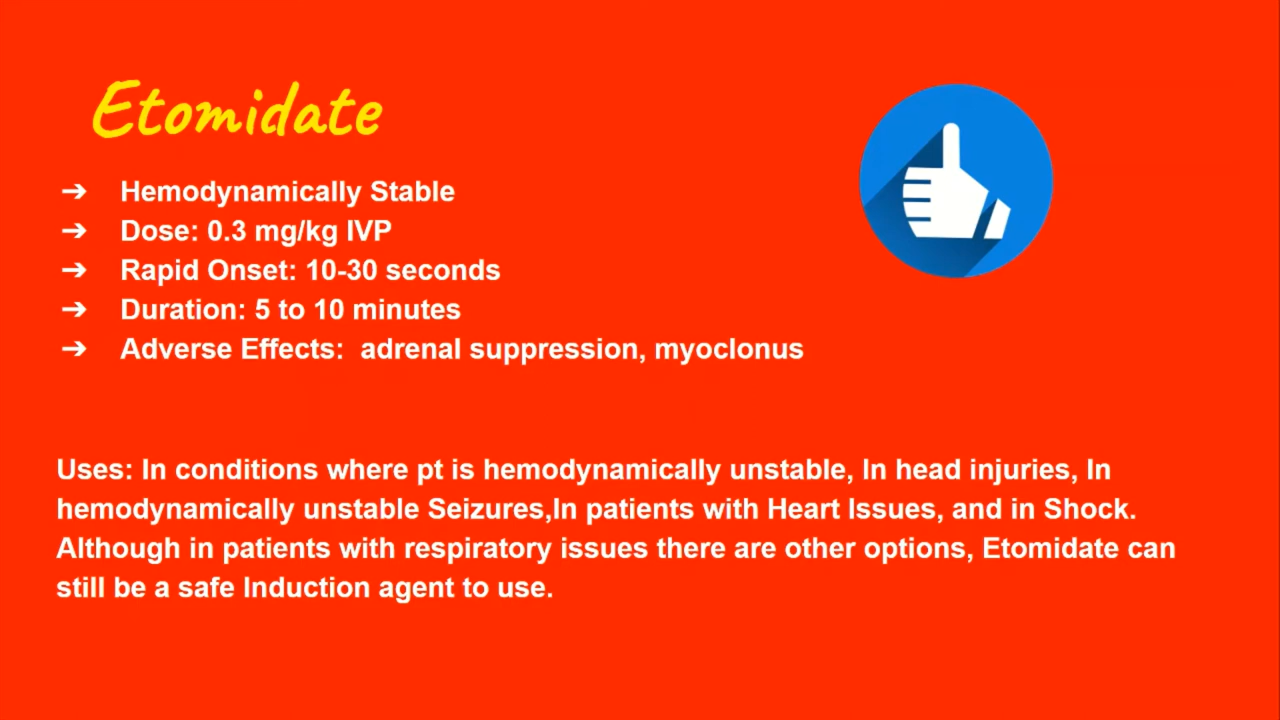 Etomidate
➔ Hemodynamically Stable
➔ Dose: 0.3 mg/kg IVP
➔ Rapid Onset: 10-30 seconds
➔ Duration: 5 to 10 minutes
➔ Adverse Effects:  adrenal suppression, myoclonus
Uses: In conditions where pt is hemodynamically unstable, In head injuries, In
hemodynamically unstable Seizures,In patients with Heart Issues, and in Shock.
Although in patients with respiratory issues there are other options, Etomidate can
still be a safe Induction agent to use.